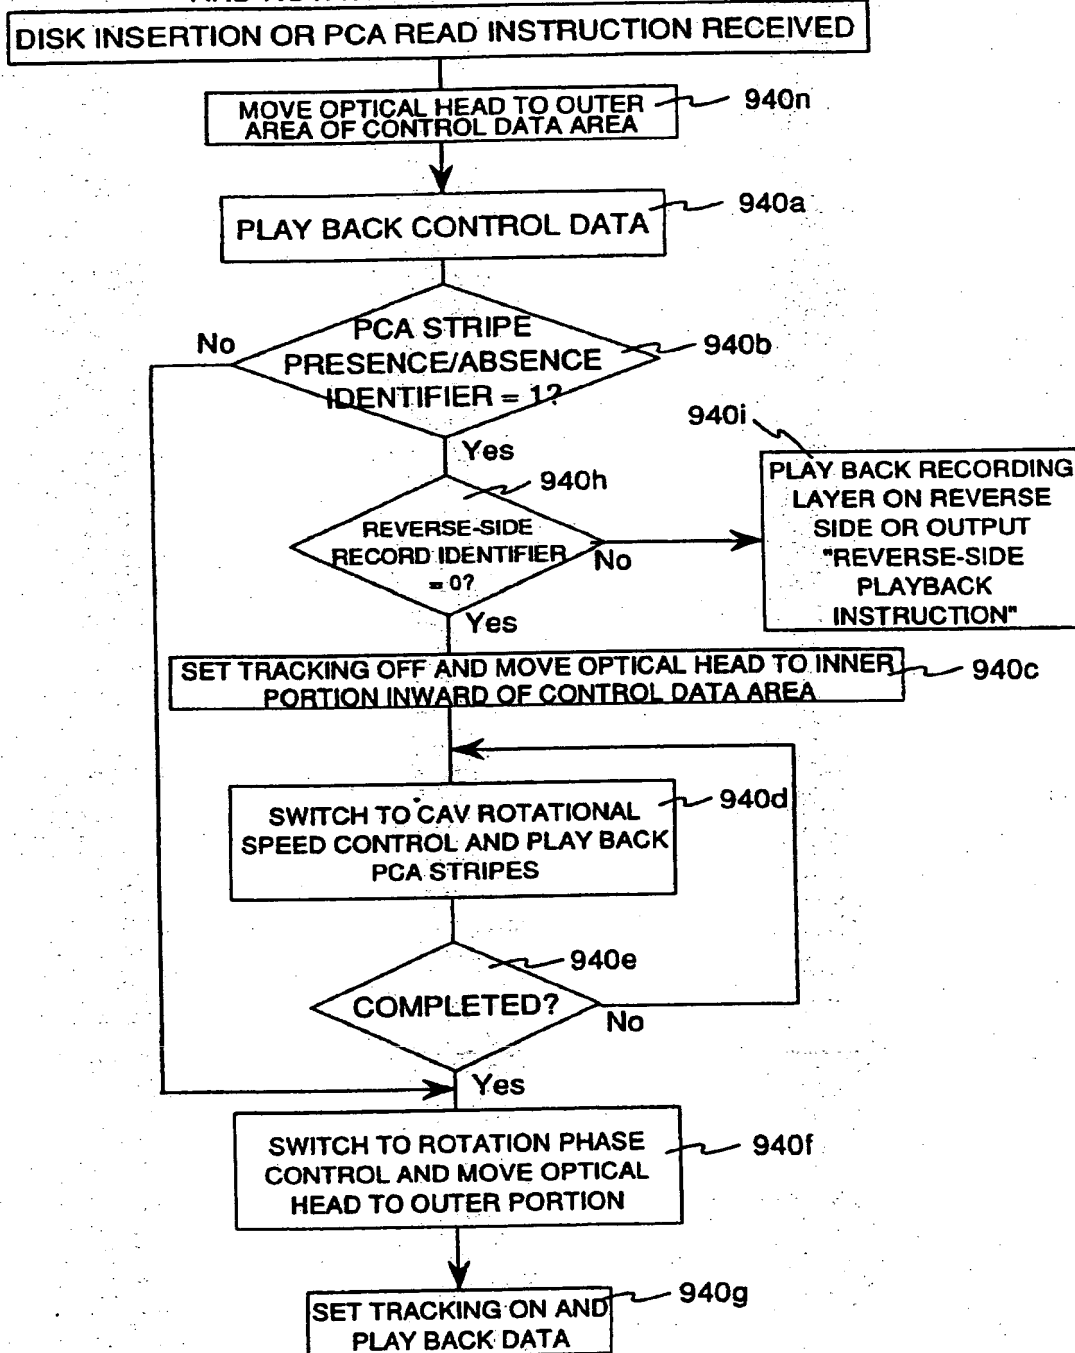 DISK INSERTION OR PCA READ INSTRUCTION RECEIVED
MOVE OPTICAL HEAD TO OUTER
AREA OF CONTROL DATA AREA
940n
PLAY BACK CONTROL DATA
940a
PCA STRIPE
PRESENCE/ABSENCE
IDENTIFIER = 1?
940b
No
Yes
REVERSE-SIDE
RECORD IDENTIFIER
= 0?
940h
No
Yes
940i
PLAY BACK RECORDING
LAYER ON REVERSE
SIDE OR OUTPUT
"REVERSE-SIDE
PLAYBACK
INSTRUCTION"
SET TRACKING OFF AND MOVE OPTICAL HEAD TO INNER
PORTION INWARD OF CONTROL DATA AREA
940c
SWITCH TO CAV ROTATIONAL
SPEED CONTROL AND PLAY BACK
PCA STRIPES
940d
COMPLETED?
940e
No
Yes
SWITCH TO ROTATION PHASE
CONTROL AND MOVE OPTICAL
HEAD TO OUTER PORTION
940f
SET TRACKING ON AND
PLAY BACK DATA
940g